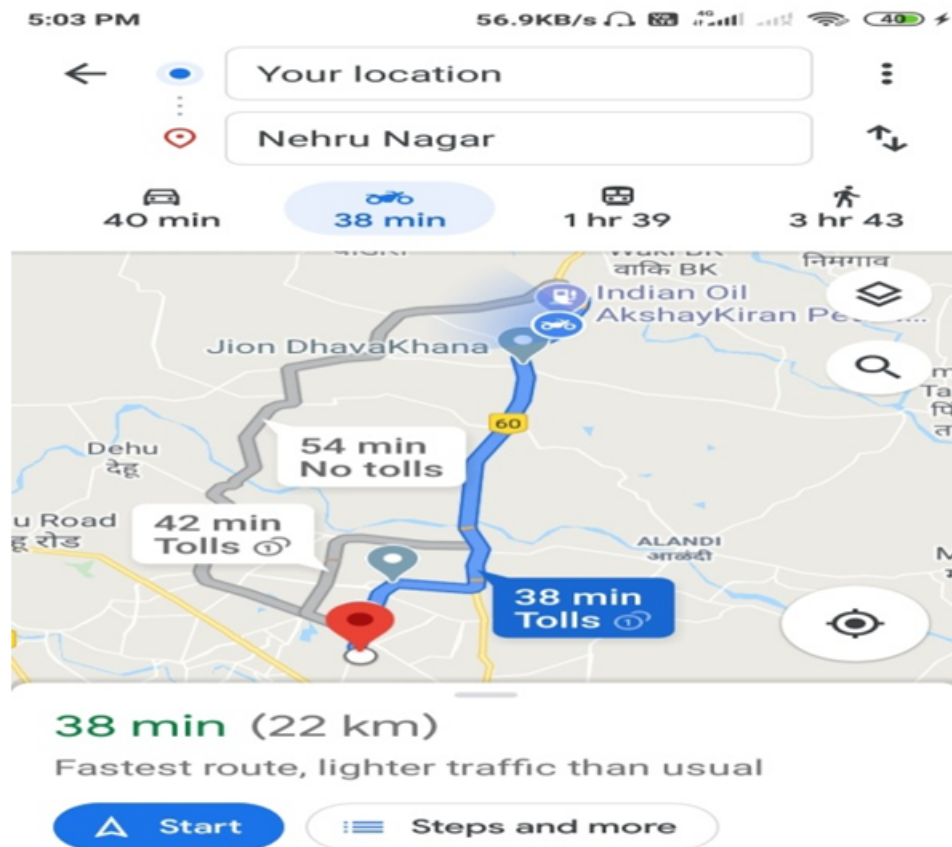 5:03 PM 56.9KB/s 4G 40
Your location
Nehru Nagar
40 min 38 min 1 hr 39 3 hr 43
वाकि BK
निमगाव
Indian Oil
AkshayKiran
Jion DhavaKhana
60
54 min
No tolls
Dehu
देहू
42 min
Tolls
u Road
हू रोड
ALANDI
आळंदी
38 min
Tolls
38 min (22 km)
Fastest route, lighter traffic than usual
Start Steps and more